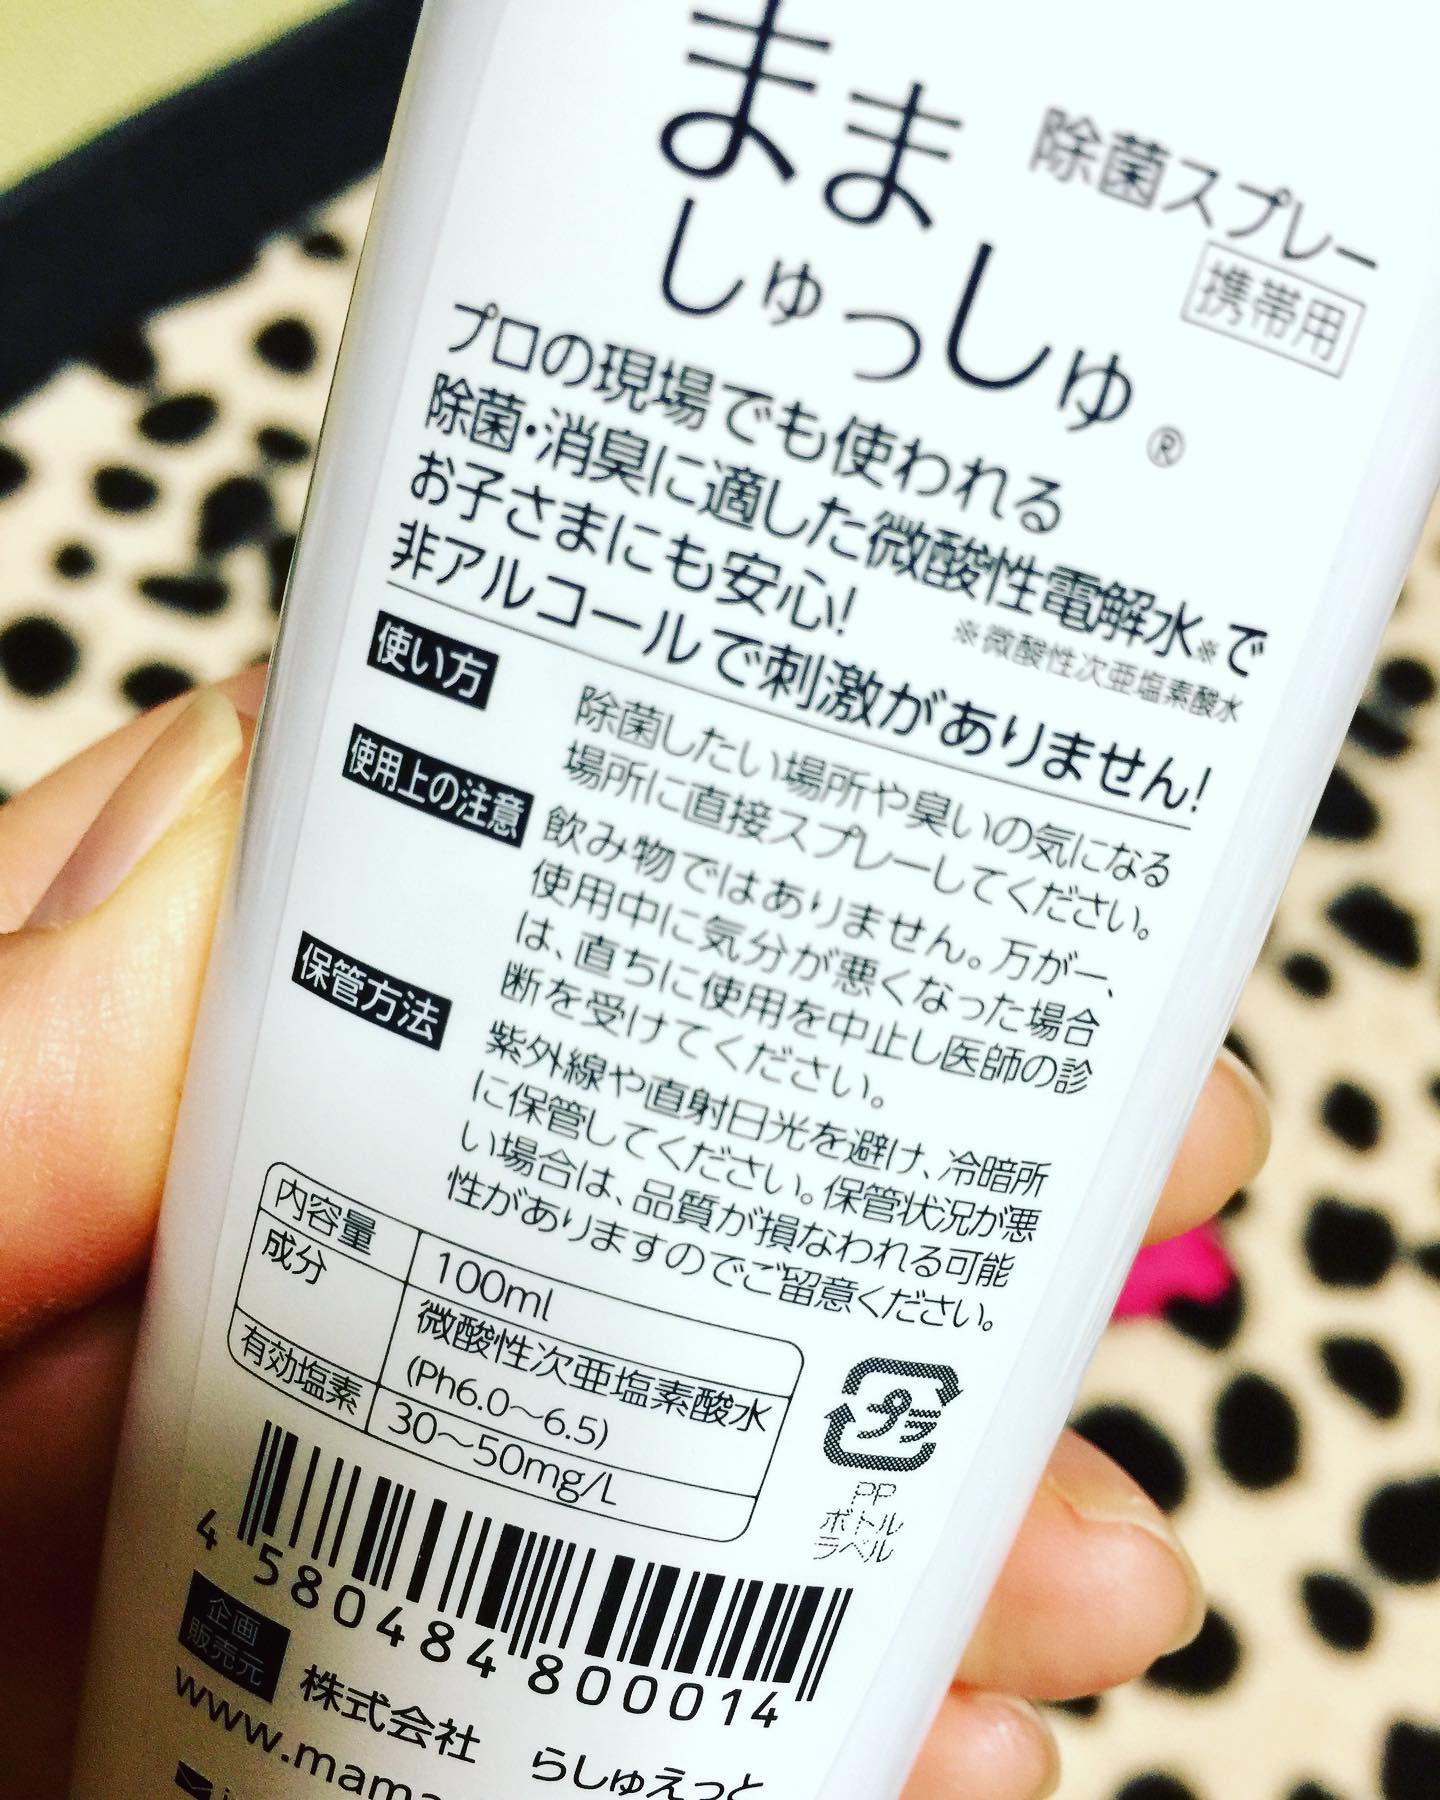 まま
しゅっしゅ®
除菌スプレー
携帯用
プロの現場でも使われる
除菌・消臭に適した微酸性電解水※で
お子さまにも安心!
※微酸性次亜塩素酸水
非アルコールで刺激がありません!
使い方
除菌したい場所や臭いの気になる
場所に直接スプレーしてください。
使用上の注意
飲み物ではありません。万が一、
使用中に気分が悪くなった場合
は、直ちに使用を中止し医師の診
断を受けてください。
保管方法
紫外線や直射日光を避け、冷暗所
に保管してください。保管状況が悪
い場合は、品質が損なわれる可能
性がありますのでご留意ください。
内容量 100ml
成分 微酸性次亜塩素酸水
(Ph6.0～6.5)
有効塩素 30～50mg/L
プラ
PP
ボトル
ラベル
4 580484 800014
企画
販売元
株式会社 らしゅえっと
www.mama